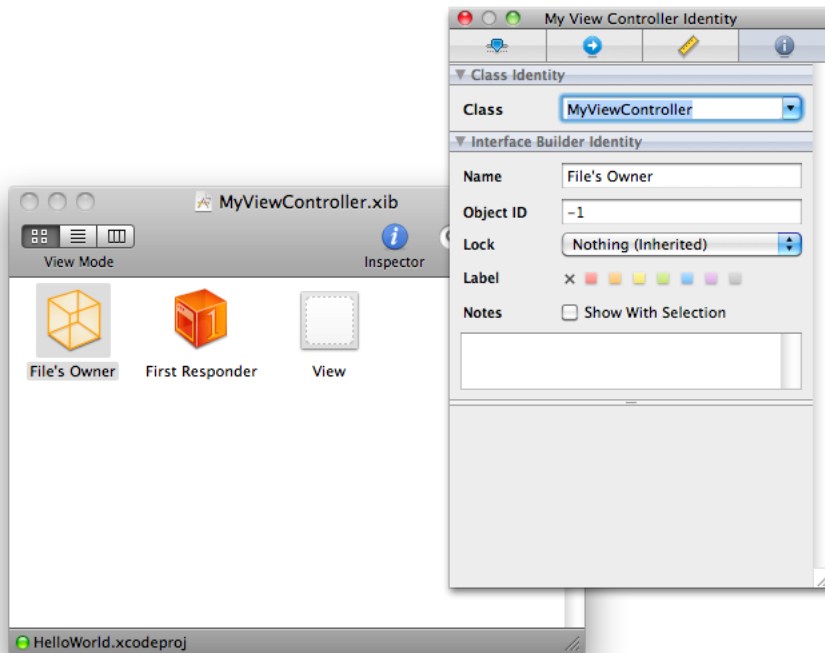 My View Controller Identity
Class Identity
Class MyViewController
Interface Builder Identity
Name File's Owner
Object ID -1
Lock Nothing (Inherited)
Label
Notes Show With Selection
MyViewController.xib
View Mode
Inspector
File's Owner
First Responder
1
View
HelloWorld.xcodeproj